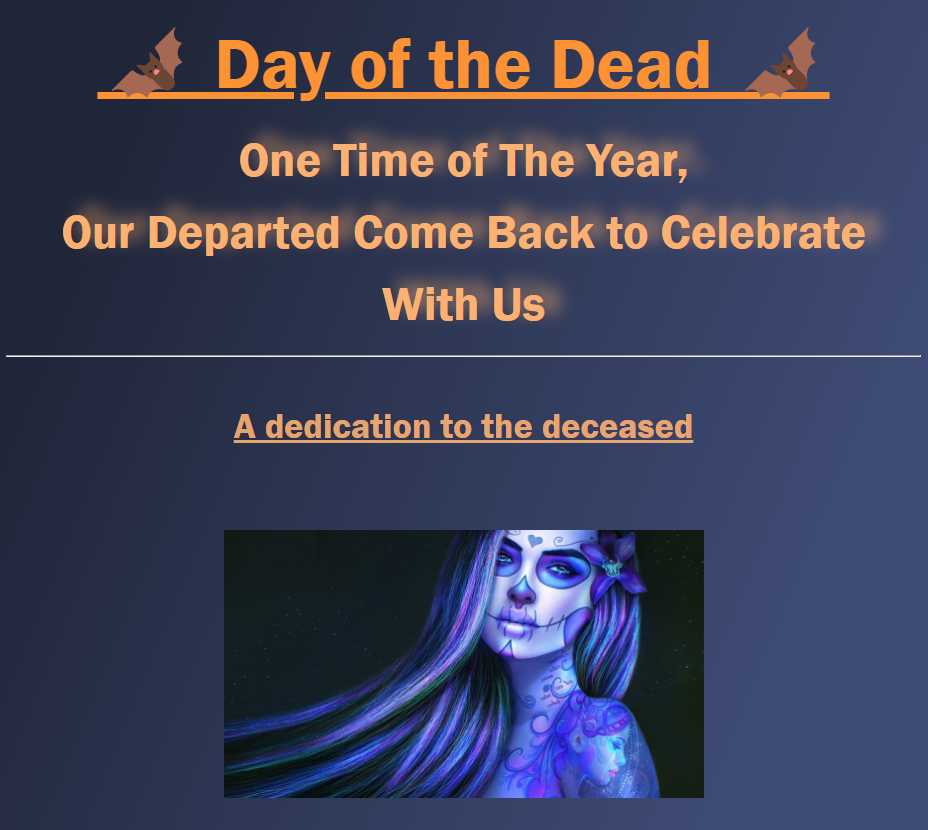 Day of the Dead
One Time of The Year,
Our Departed Come Back to Celebrate
With Us
A dedication to the deceased